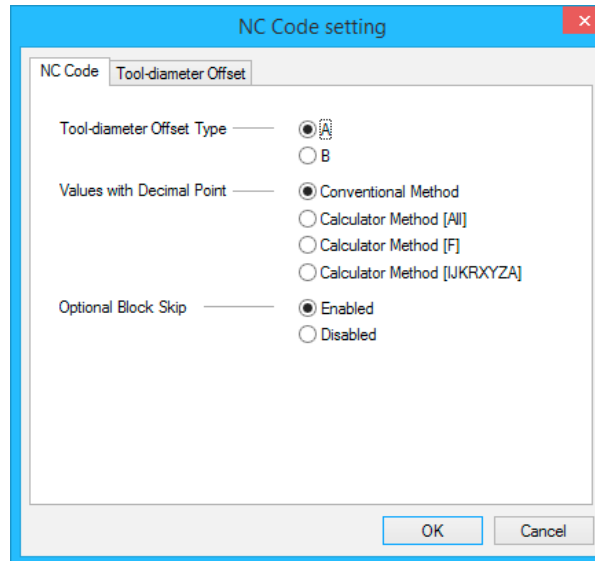 NC Code setting
NC Code Tool-diameter Offset
Tool-diameter Offset Type A
B
Values with Decimal Point Conventional Method
Calculator Method [All]
Calculator Method [F]
Calculator Method [IJKRXYZA]
Optional Block Skip Enabled
Disabled
OK Cancel